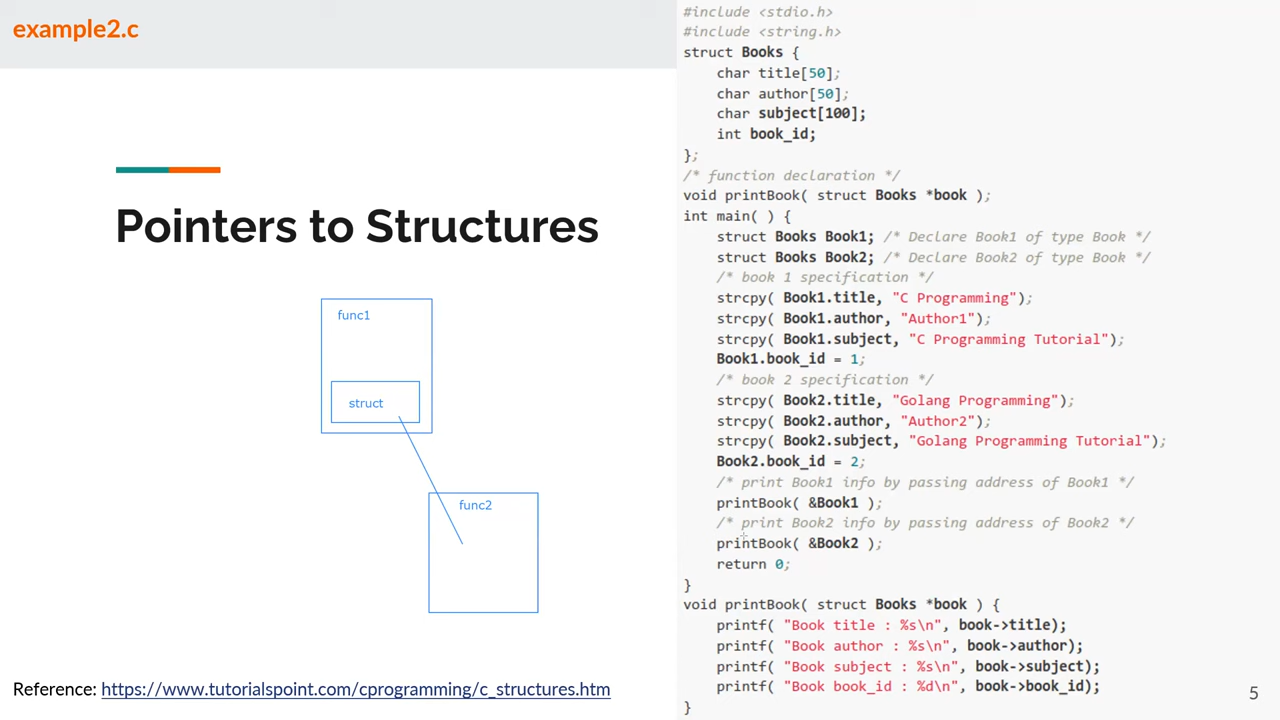 example2.c
Pointers to Structures
func1
struct
func2
Reference: https://www.tutorialspoint.com/cprogramming/c_structures.htm
#include <stdio.h>
#include <string.h>
struct Books {
    char title[50];
    char author[50];
    char subject[100];
    int book_id;
};
/* function declaration */
void printBook( struct Books *book );
int main( ) {
    struct Books Book1; /* Declare Book1 of type Book */
    struct Books Book2; /* Declare Book2 of type Book */
    /* book 1 specification */
    strcpy( Book1.title, "C Programming");
    strcpy( Book1.author, "Author1");
    strcpy( Book1.subject, "C Programming Tutorial");
    Book1.book_id = 1;
    /* book 2 specification */
    strcpy( Book2.title, "Golang Programming");
    strcpy( Book2.author, "Author2");
    strcpy( Book2.subject, "Golang Programming Tutorial");
    Book2.book_id = 2;
    /* print Book1 info by passing address of Book1 */
    printBook( &Book1 );
    /* print Book2 info by passing address of Book2 */
    printBook( &Book2 );
    return 0;
}
void printBook( struct Books *book ) {
    printf( "Book title : %s\n", book->title);
    printf( "Book author : %s\n", book->author);
    printf( "Book subject : %s\n", book->subject);
    printf( "Book book_id : %d\n", book->book_id);
}
5